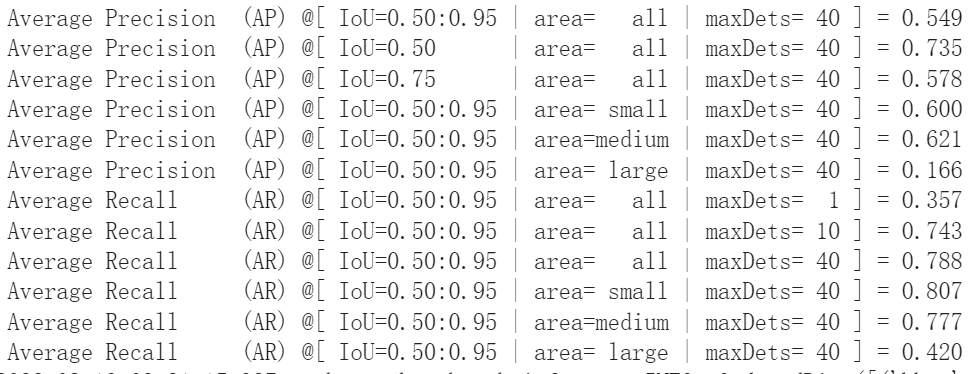 Average Precision  (AP) @[ IoU=0.50:0.95 | area=   all | maxDets= 40 ] = 0.549
Average Precision  (AP) @[ IoU=0.50      | area=   all | maxDets= 40 ] = 0.735
Average Precision  (AP) @[ IoU=0.75      | area=   all | maxDets= 40 ] = 0.578
Average Precision  (AP) @[ IoU=0.50:0.95 | area= small | maxDets= 40 ] = 0.600
Average Precision  (AP) @[ IoU=0.50:0.95 | area=medium | maxDets= 40 ] = 0.621
Average Precision  (AP) @[ IoU=0.50:0.95 | area= large | maxDets= 40 ] = 0.166
Average Recall     (AR) @[ IoU=0.50:0.95 | area=   all | maxDets=  1 ] = 0.357
Average Recall     (AR) @[ IoU=0.50:0.95 | area=   all | maxDets= 10 ] = 0.743
Average Recall     (AR) @[ IoU=0.50:0.95 | area=   all | maxDets= 40 ] = 0.788
Average Recall     (AR) @[ IoU=0.50:0.95 | area= small | maxDets= 40 ] = 0.807
Average Recall     (AR) @[ IoU=0.50:0.95 | area=medium | maxDets= 40 ] = 0.777
Average Recall     (AR) @[ IoU=0.50:0.95 | area= large | maxDets= 40 ] = 0.420